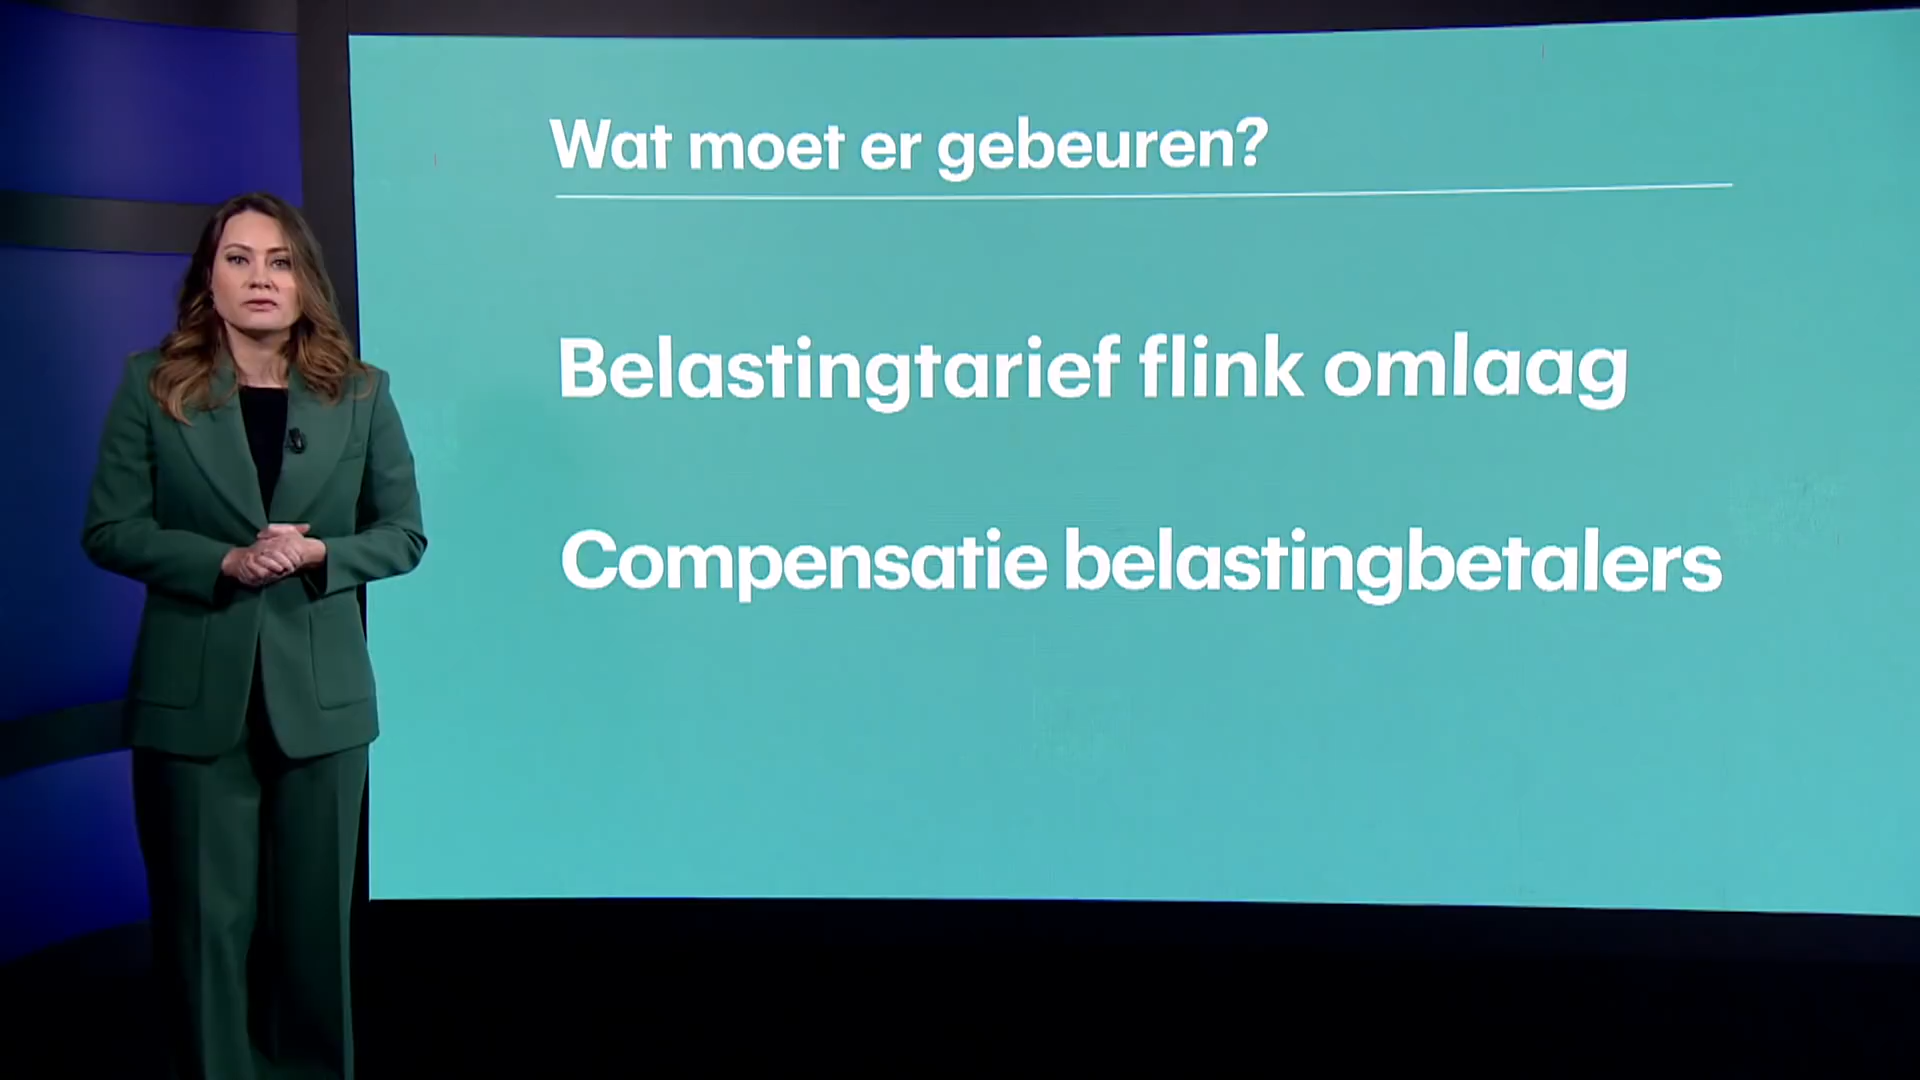 Wat moet er gebeuren?
Belastingtarief flink omlaag
Compensatie belastingbetalers